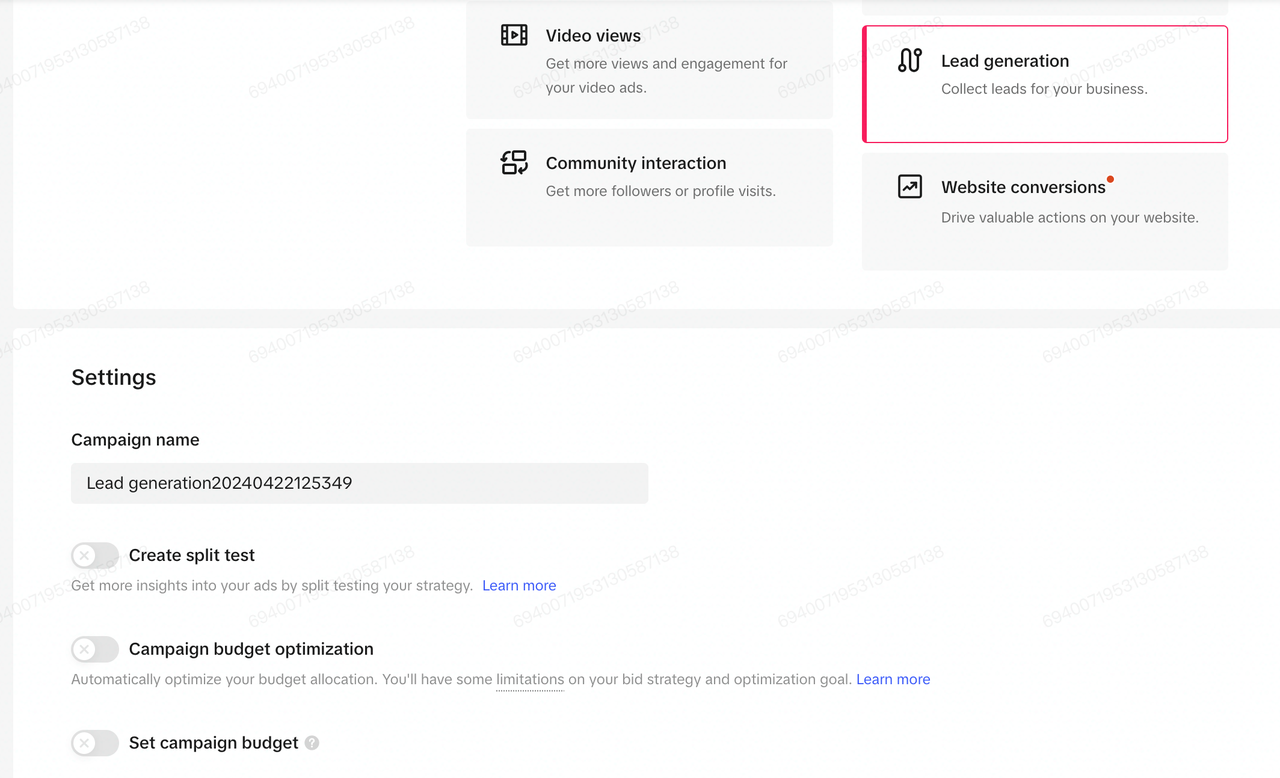 Video views
Get more views and engagement for
your video ads.
Community interaction
Get more followers or profile visits.
Lead generation
Collect leads for your business.
Website conversions
Drive valuable actions on your website.
Settings
Campaign name
Lead generation20240422125349
Create split test
Get more insights into your ads by split testing your strategy. Learn more
Campaign budget optimization
Automatically optimize your budget allocation. You'll have some limitations on your bid strategy and optimization goal. Learn more
Set campaign budget ?
6940071953130587138